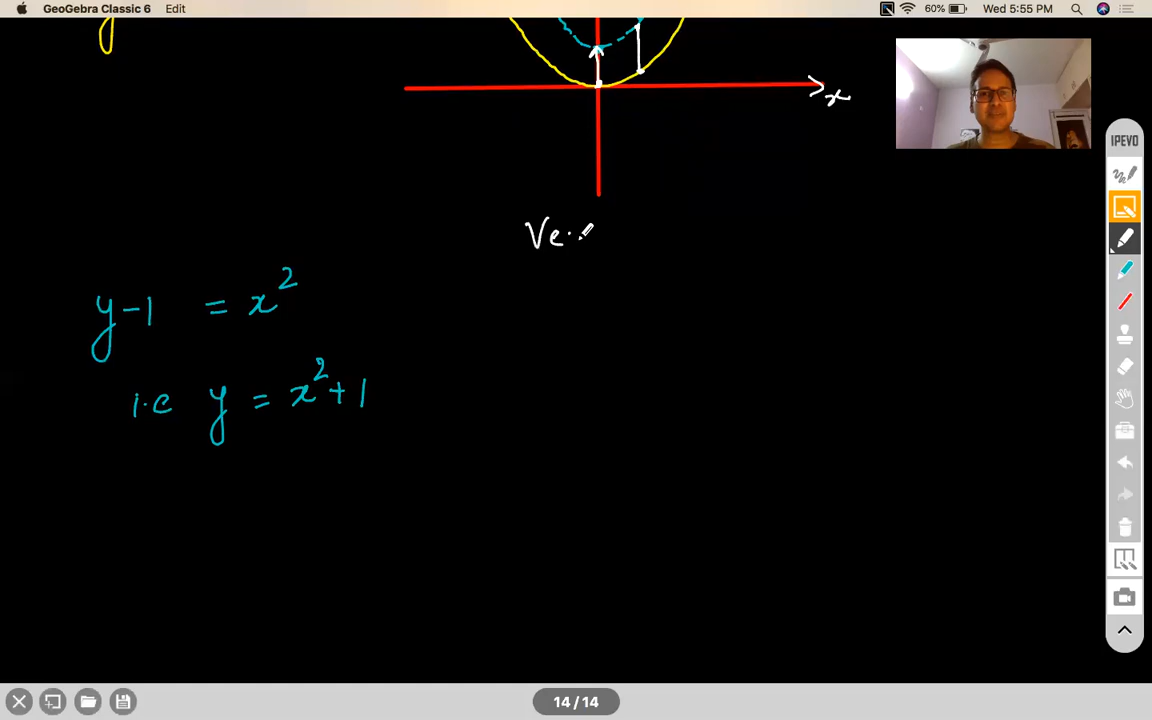 GeoGebra Classic 6 Edit 60% Wed 5:55 PM
y
x
IPEVO
Ve
y-1 = x²
i.e y = x²+1
14/14